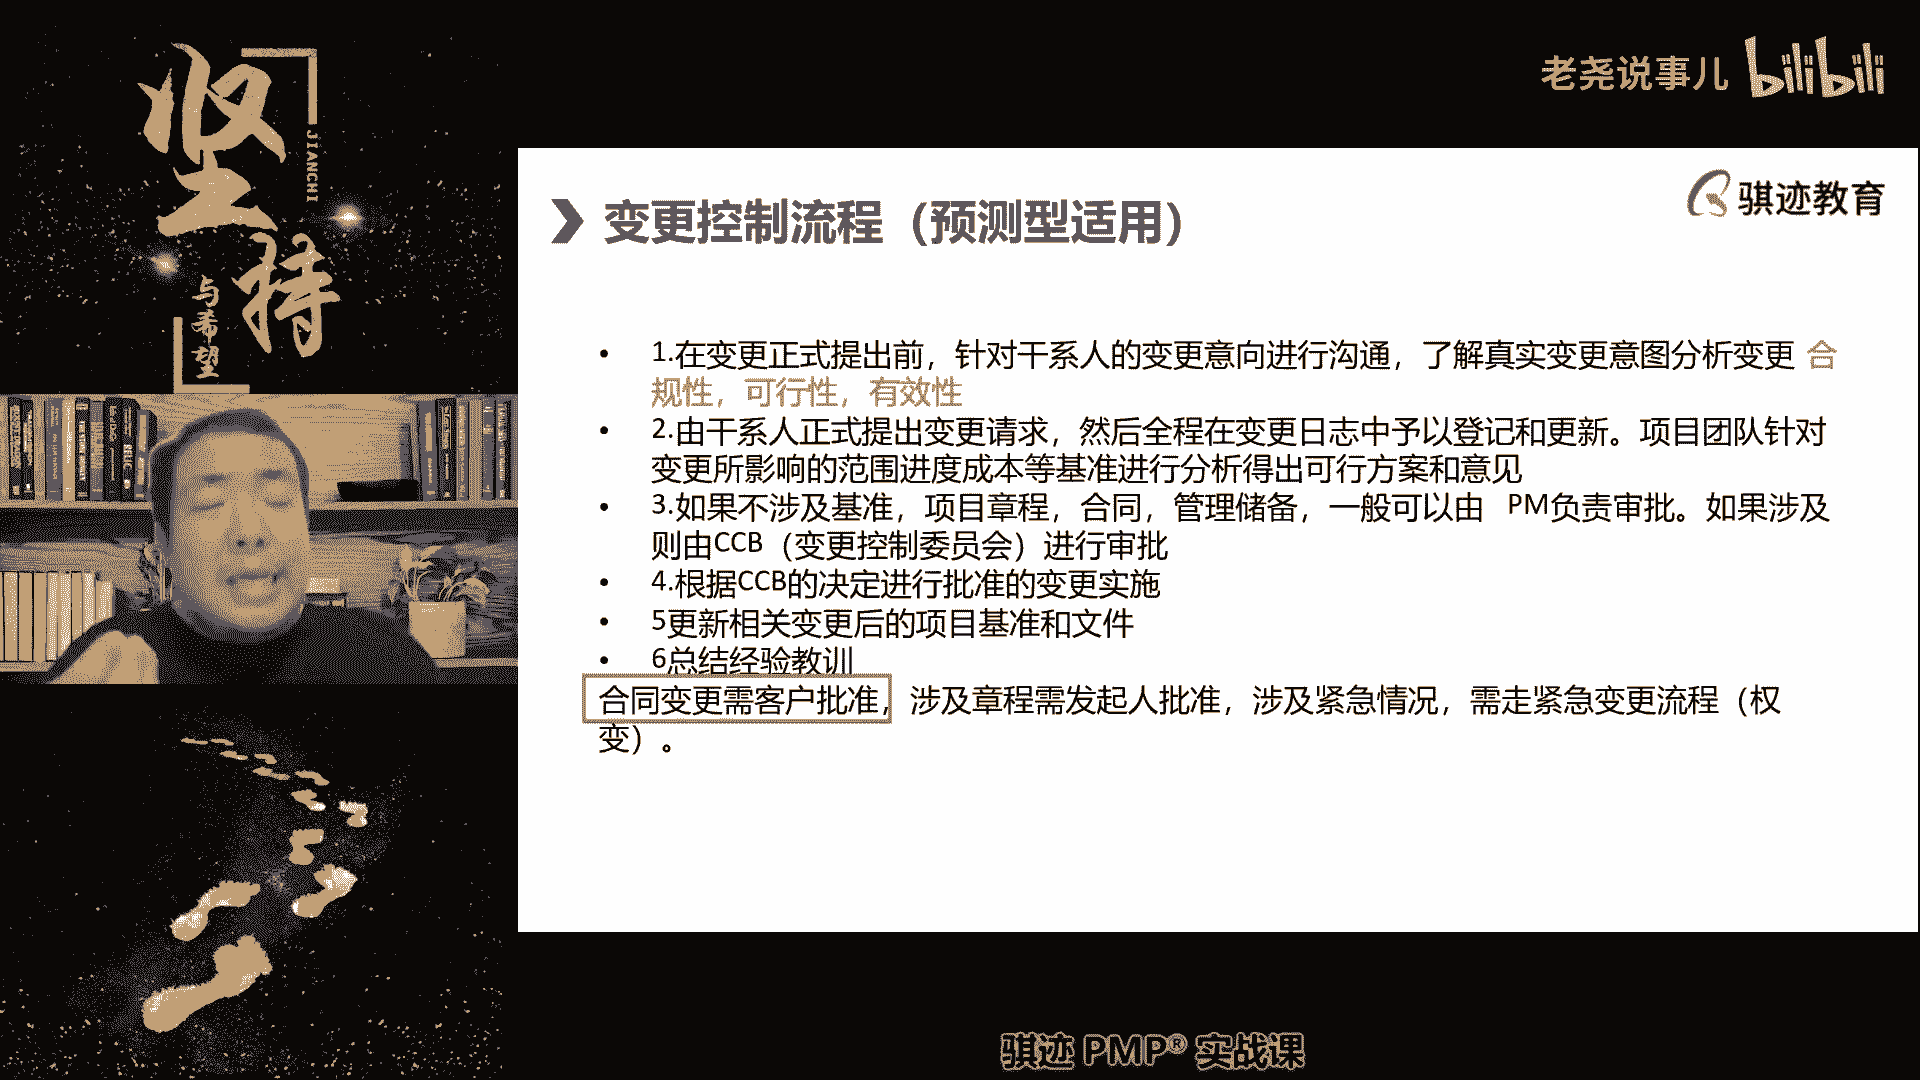 坚持
JIANCHI
与希望
老尧说事儿 bilibili
骐迹教育
变更控制流程（预测型适用）
• 1.在变更正式提出前，针对干系人的变更意向进行沟通，了解真实变更意图分析变更 合
规性，可行性，有效性
• 2.由干系人正式提出变更请求，然后全程在变更日志中予以登记和更新。项目团队针对
变更所影响的范围进度成本等基准进行分析得出可行方案和意见
• 3.如果不涉及基准，项目章程，合同，管理储备，一般可以由 PM负责审批。如果涉及
则由CCB（变更控制委员会）进行审批
• 4.根据CCB的决定进行批准的变更实施
• 5更新相关变更后的项目基准和文件
• 6总结经验教训
合同变更需客户批准，涉及章程需发起人批准，涉及紧急情况，需走紧急变更流程（权
变）。
骐迹 PMP® 实战课